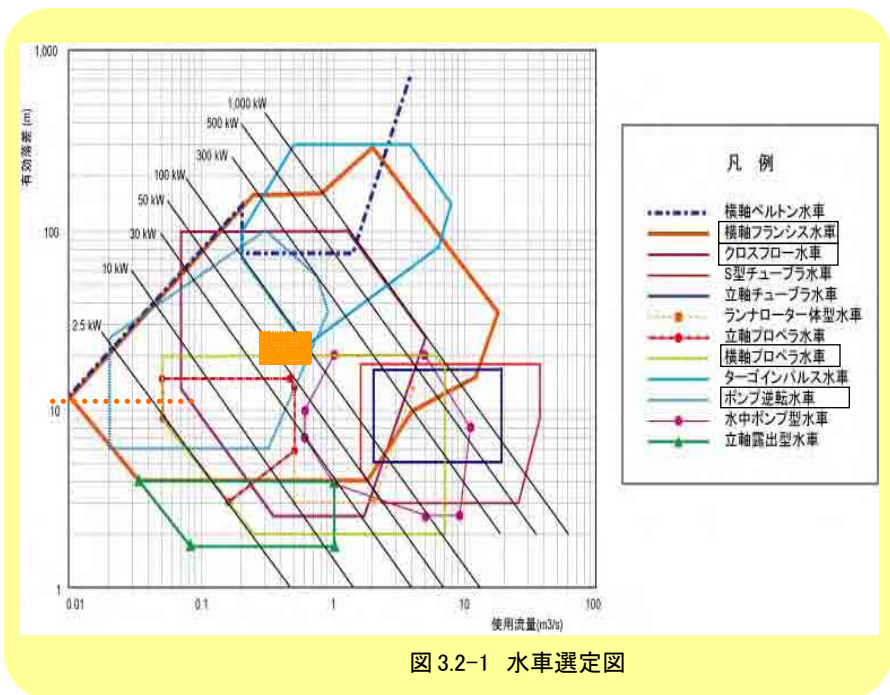 1,000
100
10
1
有効落差 (m)
1,000 kW
500 kW
300 kW
100 kW
50 kW
30 kW
10 kW
2.5 kW
0.01
0.1
1
10
100
使用流量(m3/s)
凡 例
横軸ペルトン水車
横軸フランシス水車
クロスフロー水車
S型チューブラ水車
立軸チューブラ水車
ランナローター体型水車
立軸プロペラ水車
横軸プロペラ水車
ターゴインパルス水車
ポンプ逆転水車
水中ポンプ型水車
立軸露出型水車
図 3.2-1 水車選定図